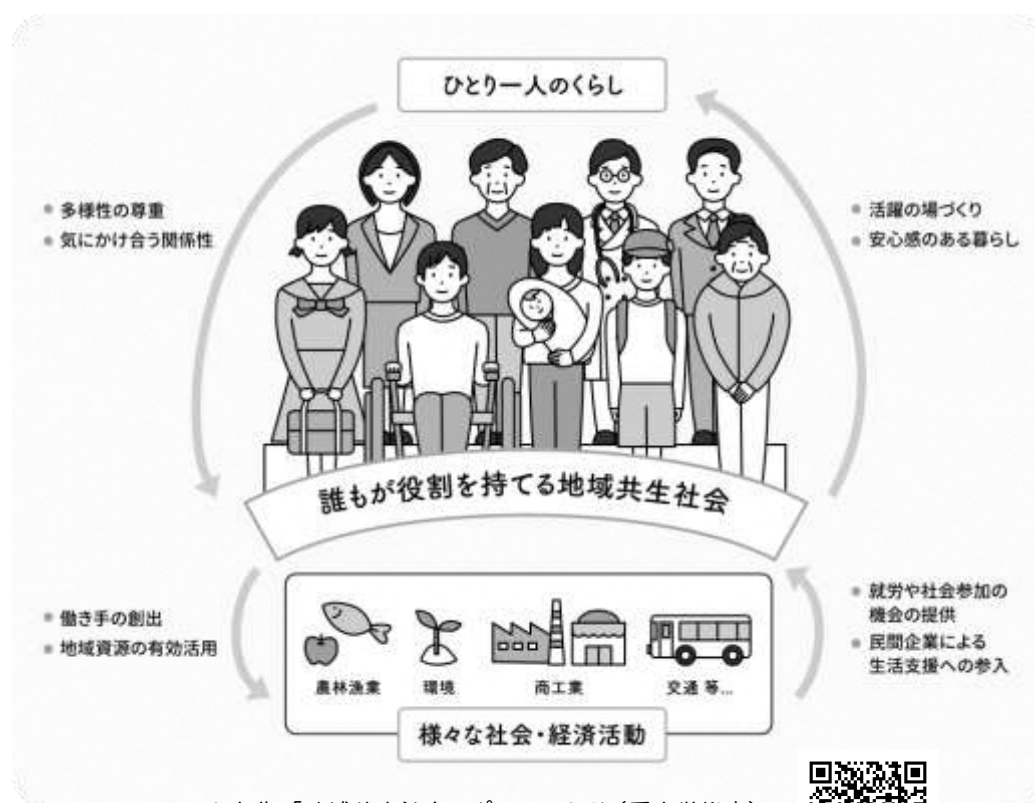 ひとり一人のくらし
● 多様性の尊重
● 気にかけ合う関係性
● 活躍の場づくり
● 安心感のある暮らし
誰もが役割を持てる地域共生社会
● 働き手の創出
● 地域資源の有効活用
● 就労や社会参加の
機会の提供
● 民間企業による
生活支援への参入
農林漁業
環境
商工業
交通 等...
様々な社会・経済活動